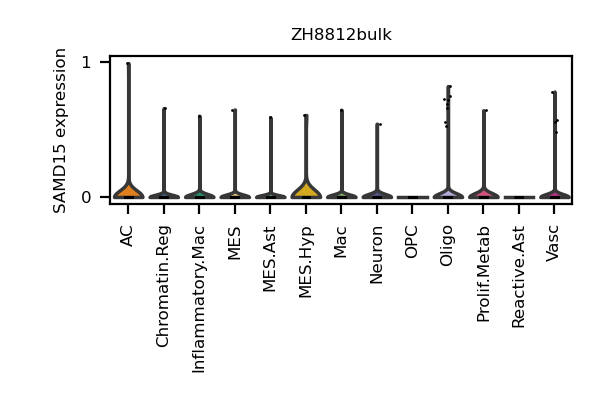 ZH8812bulk
SAMD15 expression
1
0
AC
Chromatin.Reg
Inflammatory.Mac
MES
MES.Ast
MES.Hyp
Mac
Neuron
OPC
Oligo
Prolif.Metab
Reactive.Ast
Vasc